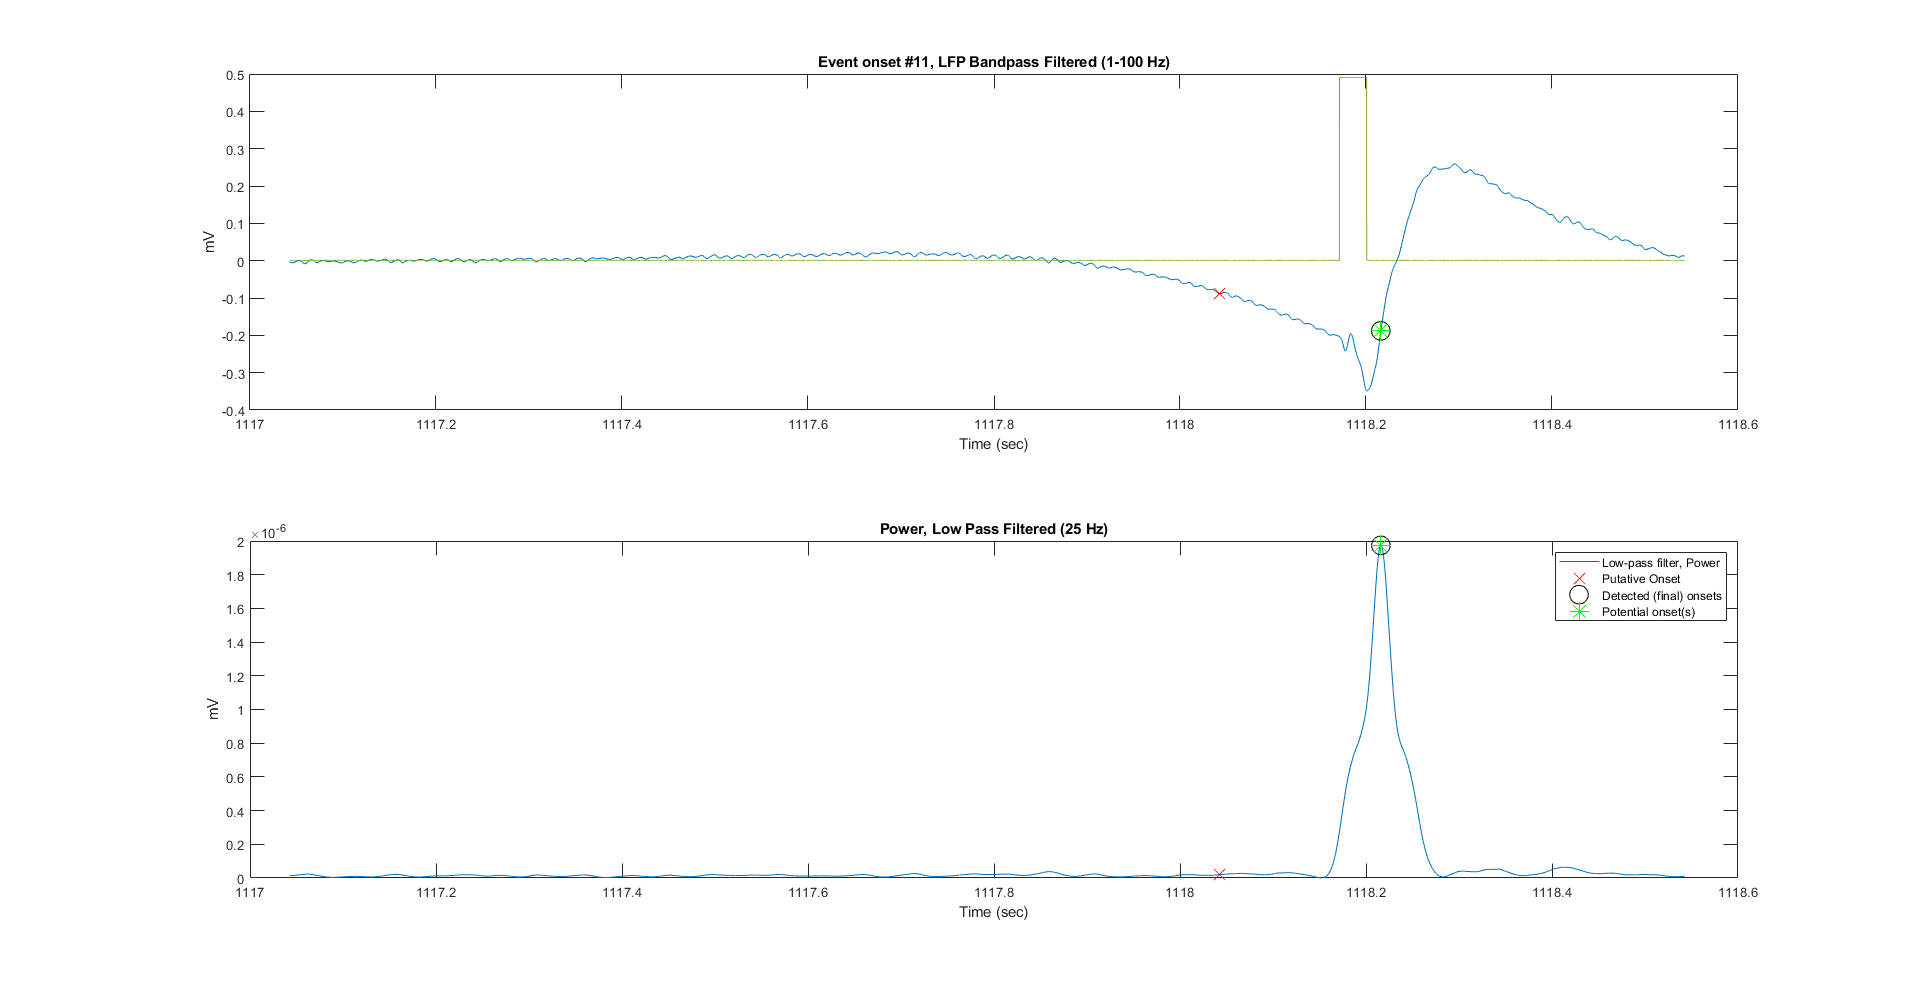 Event onset #11, LFP Bandpass Filtered (1-100 Hz)
0.5
0.4
0.3
0.2
0.1
0
-0.1
-0.2
-0.3
-0.4
mV
1117 1117.2 1117.4 1117.6 1117.8 1118 1118.2 1118.4 1118.6
Time (sec)
Power, Low Pass Filtered (25 Hz)
×10-6
2
1.8
1.6
1.4
1.2
1
0.8
0.6
0.4
0.2
0
mV
Low-pass filter, Power
Putative Onset
Detected (final) onsets
Potential onset(s)
1117 1117.2 1117.4 1117.6 1117.8 1118 1118.2 1118.4 1118.6
Time (sec)